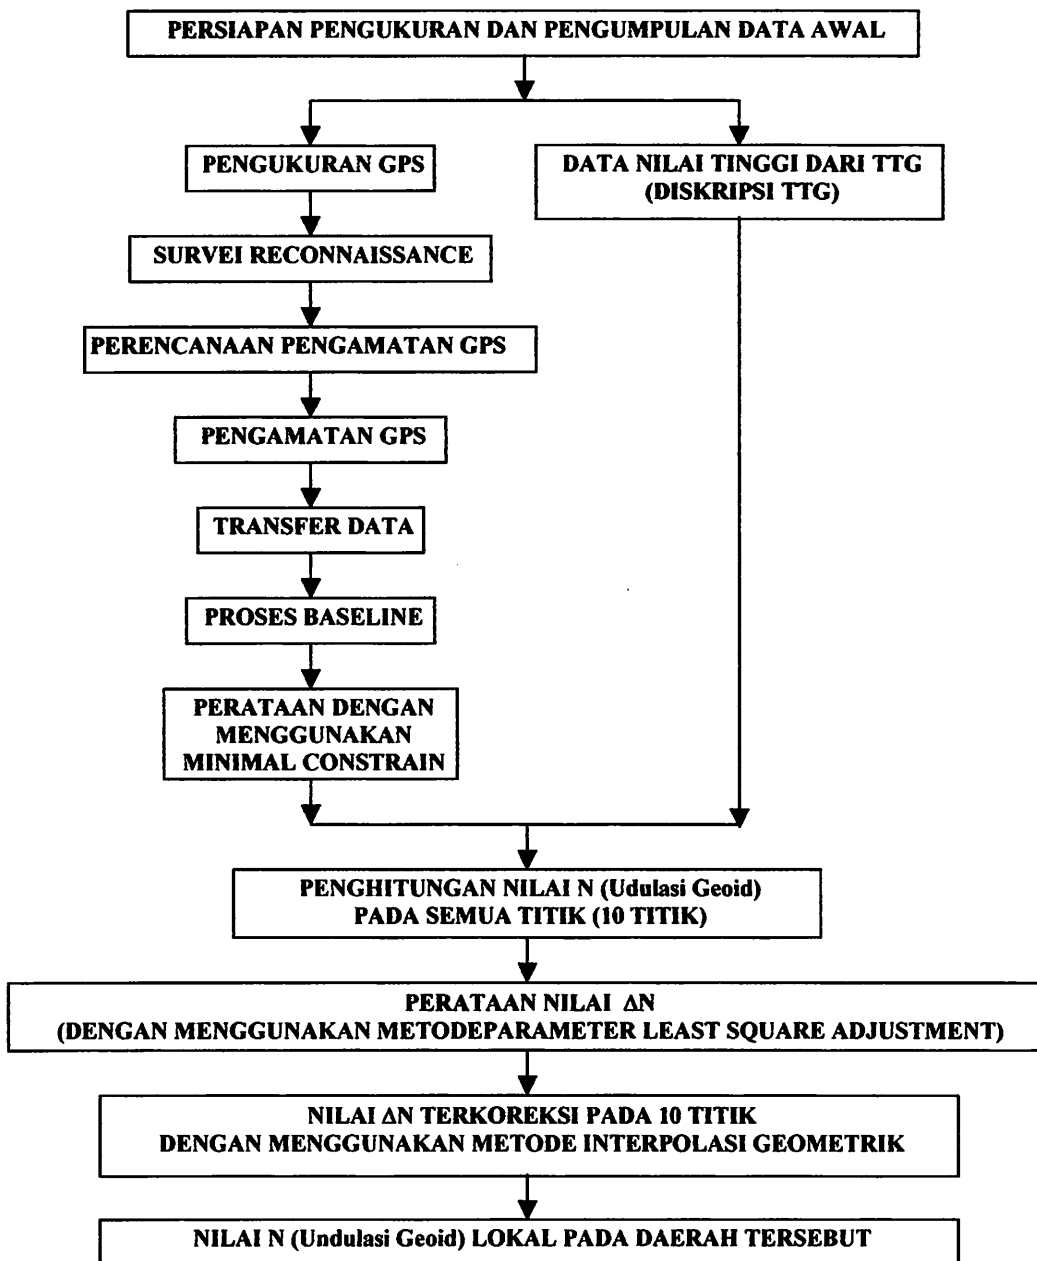 PERSIAPAN PENGUKURAN DAN PENGUMPULAN DATA AWAL
PENGUKURAN GPS
DATA NILAI TINGGI DARI TTG
(DISKRIPSI TTG)
SURVEI RECONNAISSANCE
PERENCANAAN PENGAMATAN GPS
PENGAMATAN GPS
TRANSFER DATA
PROSES BASELINE
PERATAAN DENGAN
MENGGUNAKAN
MINIMAL CONSTRAIN
PENGHITUNGAN NILAI N (Udulasi Geoid)
PADA SEMUA TITIK (10 TITIK)
PERATAAN NILAI ΔN
(DENGAN MENGGUNAKAN METODEPARAMETER LEAST SQUARE ADJUSTMENT)
NILAI ΔN TERKOREKSI PADA 10 TITIK
DENGAN MENGGUNAKAN METODE INTERPOLASI GEOMETRIK
NILAI N (Undulasi Geoid) LOKAL PADA DAERAH TERSEBUT